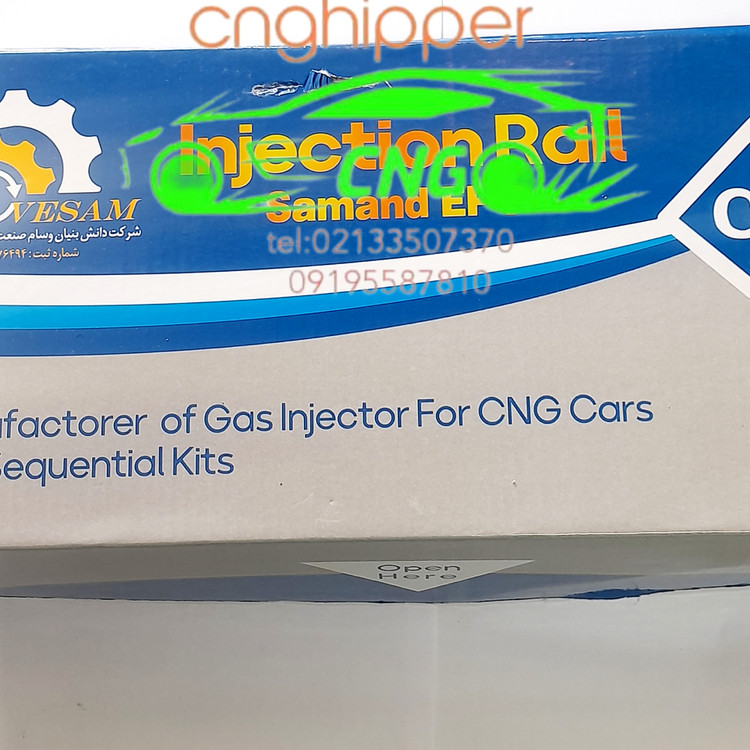 cnghipper
Injection Rail
CNG
Samand EF
VESAM
شرکت دانش بنیان وسام صنعت
شماره ثبت:
tel:02133507370
09195587810
of Gas Injector For CNG Cars
Sequential Kits
Open
Here